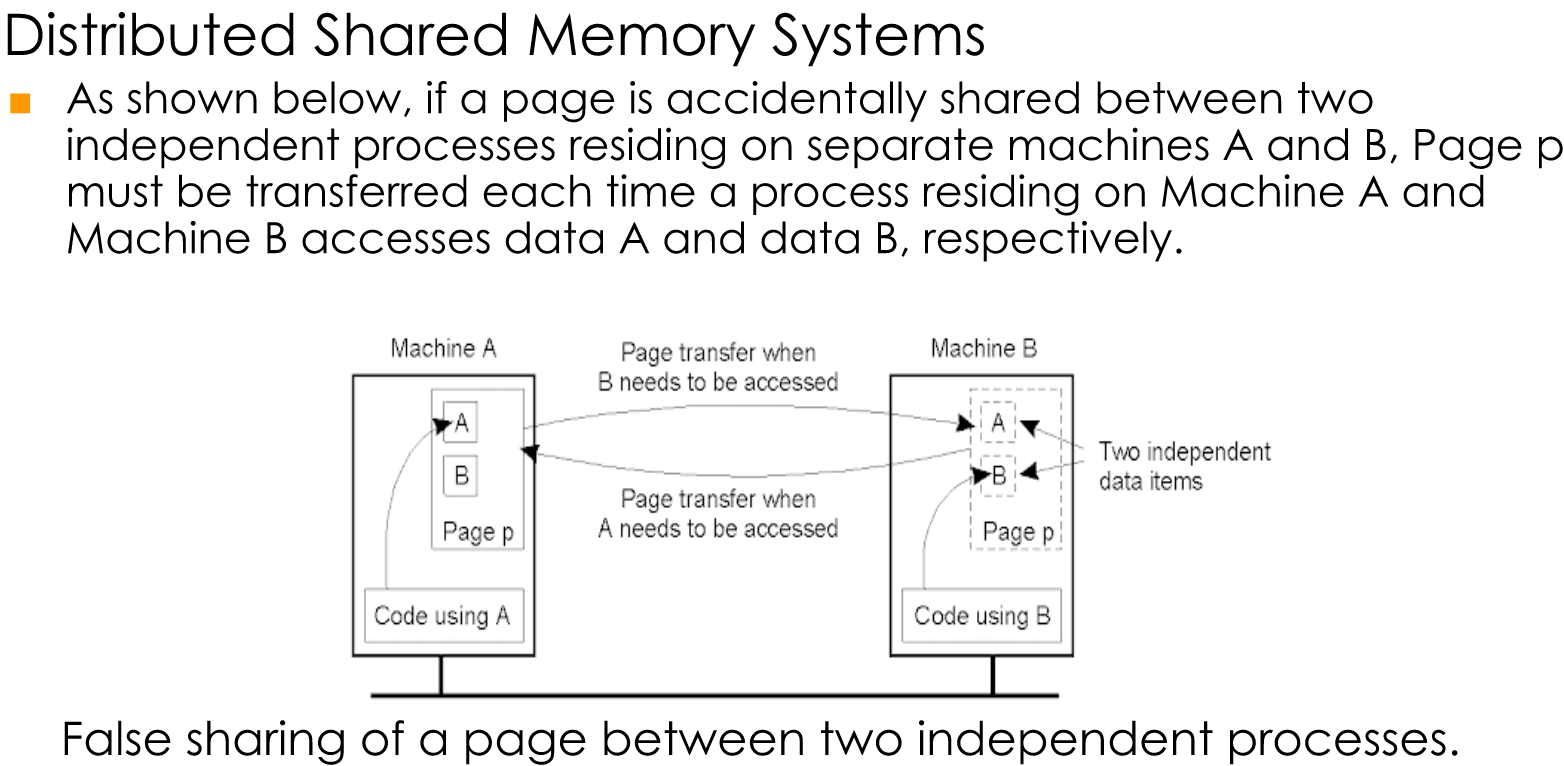 Distributed Shared Memory Systems
As shown below, if a page is accidentally shared between two
independent processes residing on separate machines A and B, Page p
must be transferred each time a process residing on Machine A and
Machine B accesses data A and data B, respectively.
Machine A
Page transfer when
B needs to be accessed
Machine B
A
B
Page p
Code using A
Page transfer when
A needs to be accessed
A
B
Page p
Code using B
Two independent
data items
False sharing of a page between two independent processes.